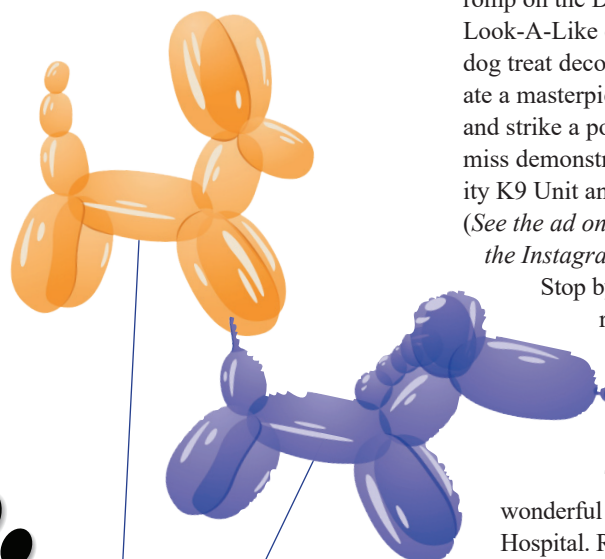 romp on the D
Look-A-Like
dog treat deco
ate a masterpie
and strike a po
miss demonstr
ity K9 Unit an
(See the ad on
the Instagra
Stop b
wonderful
Hospital. R